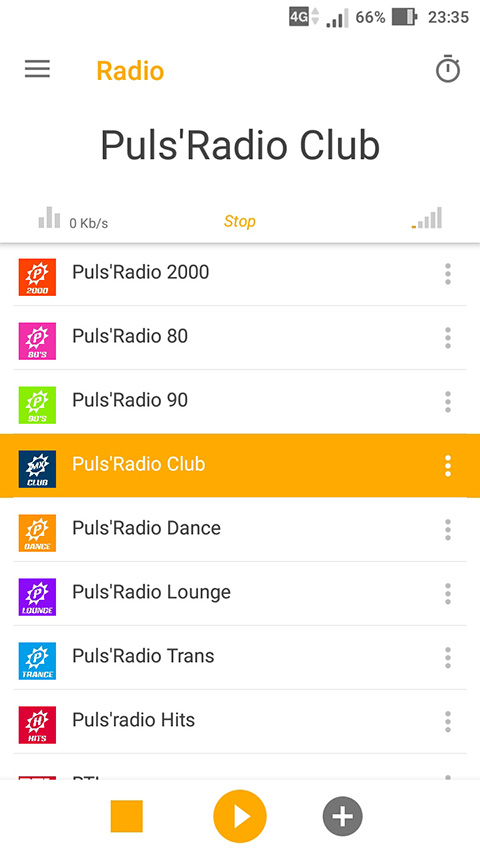 4G 66% 23:35
Radio
Puls'Radio Club
0 Kb/s Stop
P 2000 Puls'Radio 2000
P 80'S Puls'Radio 80
P 90'S Puls'Radio 90
MX CLUB Puls'Radio Club
P DANCE Puls'Radio Dance
P LOUNGE Puls'Radio Lounge
P TRANCE Puls'Radio Trans
H HITS Puls'radio Hits